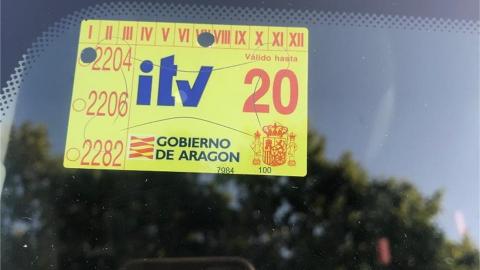 I II III IV V VI VIII IX X XI XII
2204
itv
Válido hasta
20
2206
2282
GOBIERNO
DE ARAGON
7984 100